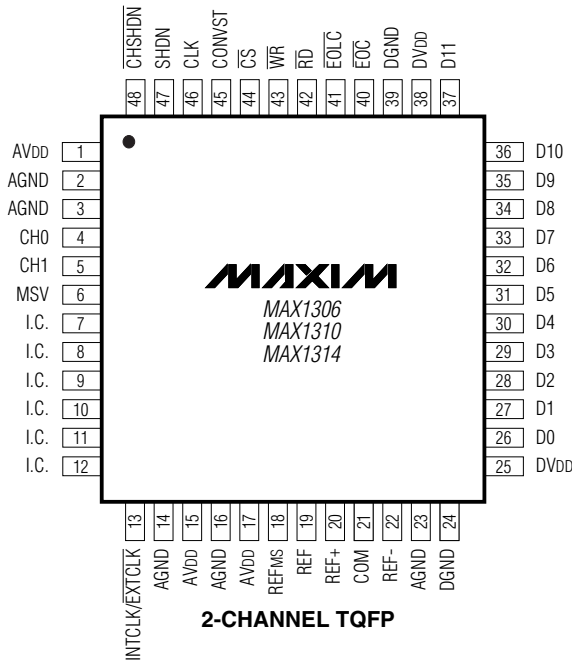 CHSHDN
SHDN
CLK
CONVST
CS
WR
RD
EOLC
EOC
DGND
DVDD
D11
48
47
46
45
44
43
42
41
40
39
38
37
AVDD 1
AGND 2
AGND 3
CH0 4
CH1 5
MSV 6
I.C. 7
I.C. 8
I.C. 9
I.C. 10
I.C. 11
I.C. 12
MAXIM
MAX1306
MAX1310
MAX1314
36 D10
35 D9
34 D8
33 D7
32 D6
31 D5
30 D4
29 D3
28 D2
27 D1
26 D0
25 DVDD
13
14
15
16
17
18
19
20
21
22
23
24
INTCLK/EXTCLK
AGND
AVDD
AGND
AVDD
REFMS
REF
REF+
COM
REF-
AGND
DGND
2-CHANNEL TQFP